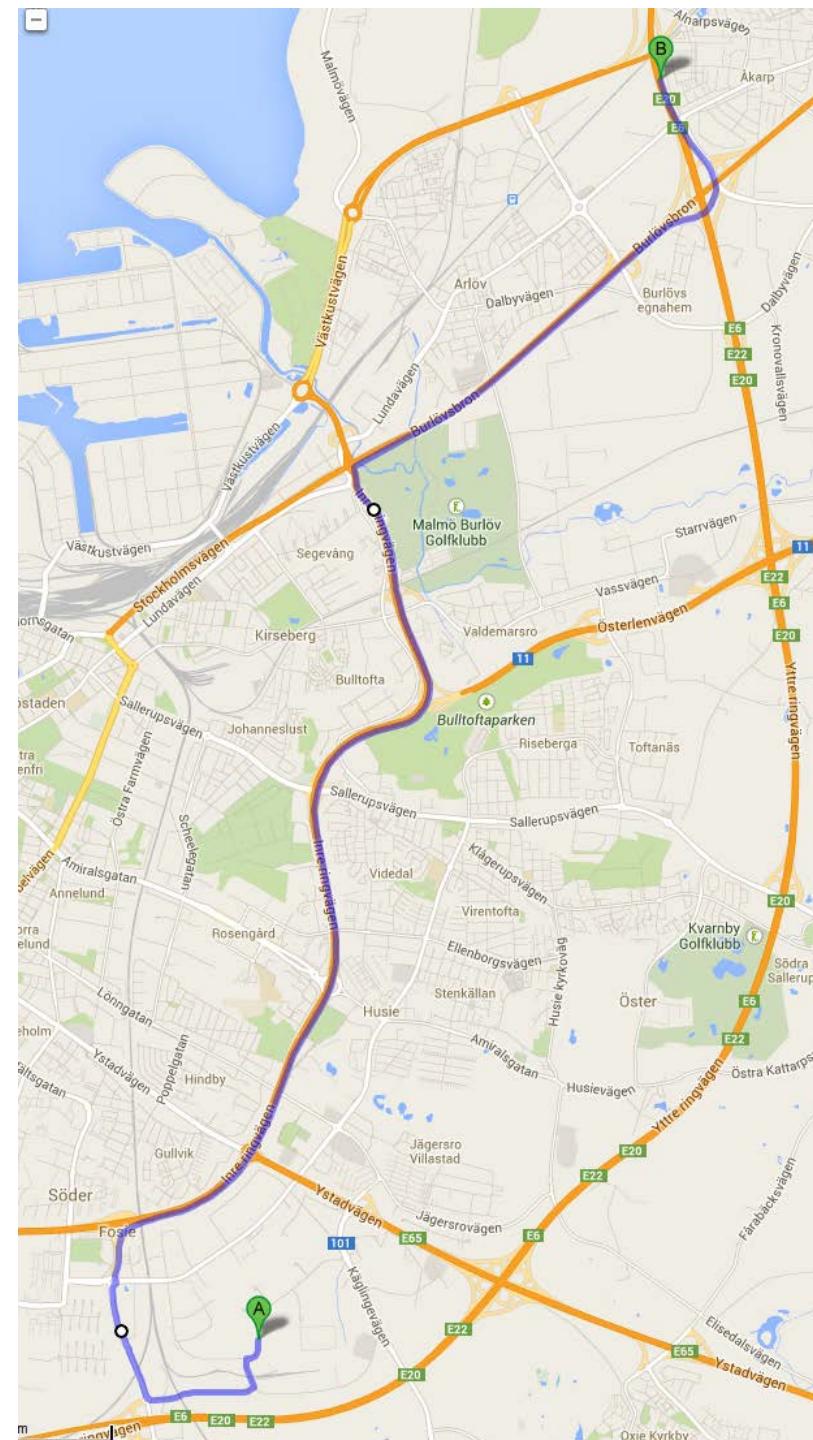 Alnarpsvägen
B
Malmövägen
Åkarp
E20
E6
Burlövsbron
Västkustvägen
Arlöv
Dalbyvägen
Burlövs
egnahem
Dalbyvägen
E6
E22
E20
Kronovallsvägen
Lundavägen
Burlövsbron
Västkustvägen
Inre ringvägen
Malmö Burlöv
Golfklubb
Segevång
Västkustvägen
Stockholmsvägen
Lundavägen
Starrvägen
11
E22
E6
E20
Vassvägen
Österlenvägen
Kirseberg
Valdemarsro
11
Bulltofta
Bulltoftaparken
Yttre ringvägen
Sallerupsvägen
Johanneslust
Riseberga
Toftanäs
Östra Farmvägen
Scheelegatan
Sallerupsvägen
Sallerupsvägen
Inre ringvägen
Amiralsgatan
Annelund
Videdal
Klågerupsvägen
Virentofta
E20
Rosengård
Ellenborgsvägen
Husie kyrkoväg
Kvarnby
Golfklubb
Södra
Stenkällan
Öster
E6
E22
Lönngatan
Husie
Amiralsgatan
Ystadvägen
Poppelgatan
Hindby
Husievägen
Yttre ringvägen
Inre ringvägen
Gullvik
Jägersro
Villastad
E20
E22
Söder
Ystadvägen
Jägersrovägen
Fårabäcksvägen
Fosie
101
E65
E6
Käglingevägen
A
E22
Elisedalsvägen
E65
Ystadvägen
E20
E6
E20
E22
Oxie Kyrkby
m